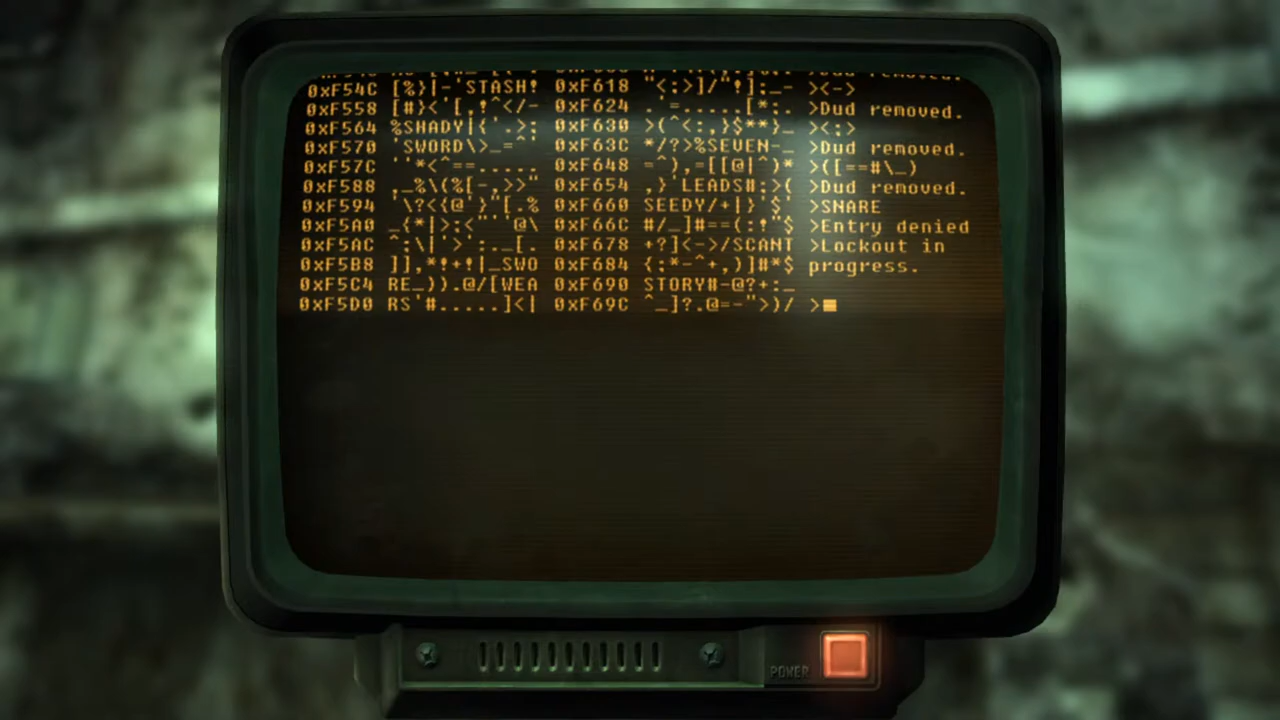 0xF54C [%}|-'STASH! 0xF618 "<:>]/"!]:_- ><->
0xF558 [#}<'[,!^</- 0xF624 .'=.....[*:. >Dud removed.
0xF564 %SHADY|{'.>; 0xF630 >(^<:,}$**}_ ><:>
0xF570 'SWORD\>_=^' 0xF63C */?>%SEVEN-_ >Dud removed.
0xF57C ''*<^==..... 0xF648 =^),=[[@|^)* >([==#\_)
0xF588 ,_%\(%[-,>>" 0xF654 ,}'LEADS#;>( >Dud removed.
0xF594 \?<{@'}"[.% 0xF660 SEEDY/+|}'$[ >SNARE
0xF5A0 _{*|>;<"''@\ 0xF66C #/_]#==(:!"$ >Entry denied
0xF5AC ^;\|'>':._[. 0xF678 +?]<->/SCANT >Lockout in
0xF5B8 ]],*!+!|_SWO 0xF684 {;*-^+,)]#*$ progress.
0xF5C4 RE_)).@/[WEA 0xF690 STORY#-@?+:_
0xF5D0 RS'#.....]<| 0xF69C ^_]?.@=-">)/ >
POWER